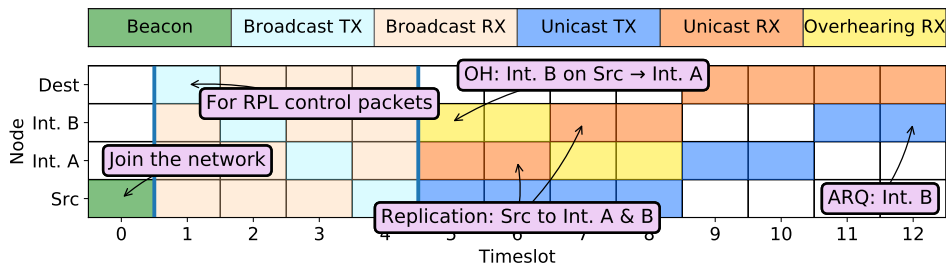 Beacon Broadcast TX Broadcast RX Unicast TX Unicast RX Overhearing RX
Node
Dest
Int. B
Int. A
Src
OH: Int. B on Src → Int. A
For RPL control packets
Join the network
ARQ: Int. B
Replication: Src to Int. A & B
0 1 2 3 4 5 6 7 8 9 10 11 12
Timeslot